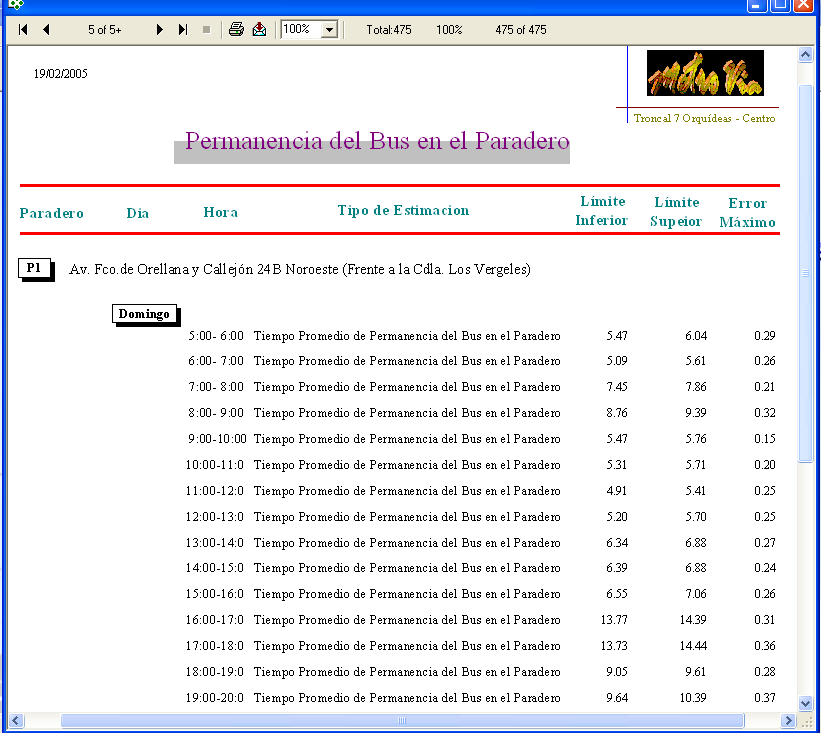 5 of 5+ 100% Total:475 100% 475 of 475
19/02/2005
Troncal 7 Orquídeas - Centro
Permanencia del Bus en el Paradero
Paradero Dia Hora Tipo de Estimacion Límite Inferior Límite Supeior Error Máximo
P1 Av. Fco.de Orellana y Callejón 24B Noroeste (Frente a la Cdla. Los Vergeles)
Domingo
5:00- 6:00 Tiempo Promedio de Permanencia del Bus en el Paradero 5.47 6.04 0.29
6:00- 7:00 Tiempo Promedio de Permanencia del Bus en el Paradero 5.09 5.61 0.26
7:00- 8:00 Tiempo Promedio de Permanencia del Bus en el Paradero 7.45 7.86 0.21
8:00- 9:00 Tiempo Promedio de Permanencia del Bus en el Paradero 8.76 9.39 0.32
9:00-10:00 Tiempo Promedio de Permanencia del Bus en el Paradero 5.47 5.76 0.15
10:00-11:0 Tiempo Promedio de Permanencia del Bus en el Paradero 5.31 5.71 0.20
11:00-12:0 Tiempo Promedio de Permanencia del Bus en el Paradero 4.91 5.41 0.25
12:00-13:0 Tiempo Promedio de Permanencia del Bus en el Paradero 5.20 5.70 0.25
13:00-14:0 Tiempo Promedio de Permanencia del Bus en el Paradero 6.34 6.88 0.27
14:00-15:0 Tiempo Promedio de Permanencia del Bus en el Paradero 6.39 6.88 0.24
15:00-16:0 Tiempo Promedio de Permanencia del Bus en el Paradero 6.55 7.06 0.26
16:00-17:0 Tiempo Promedio de Permanencia del Bus en el Paradero 13.77 14.39 0.31
17:00-18:0 Tiempo Promedio de Permanencia del Bus en el Paradero 13.73 14.44 0.36
18:00-19:0 Tiempo Promedio de Permanencia del Bus en el Paradero 9.05 9.61 0.28
19:00-20:0 Tiempo Promedio de Permanencia del Bus en el Paradero 9.64 10.39 0.37